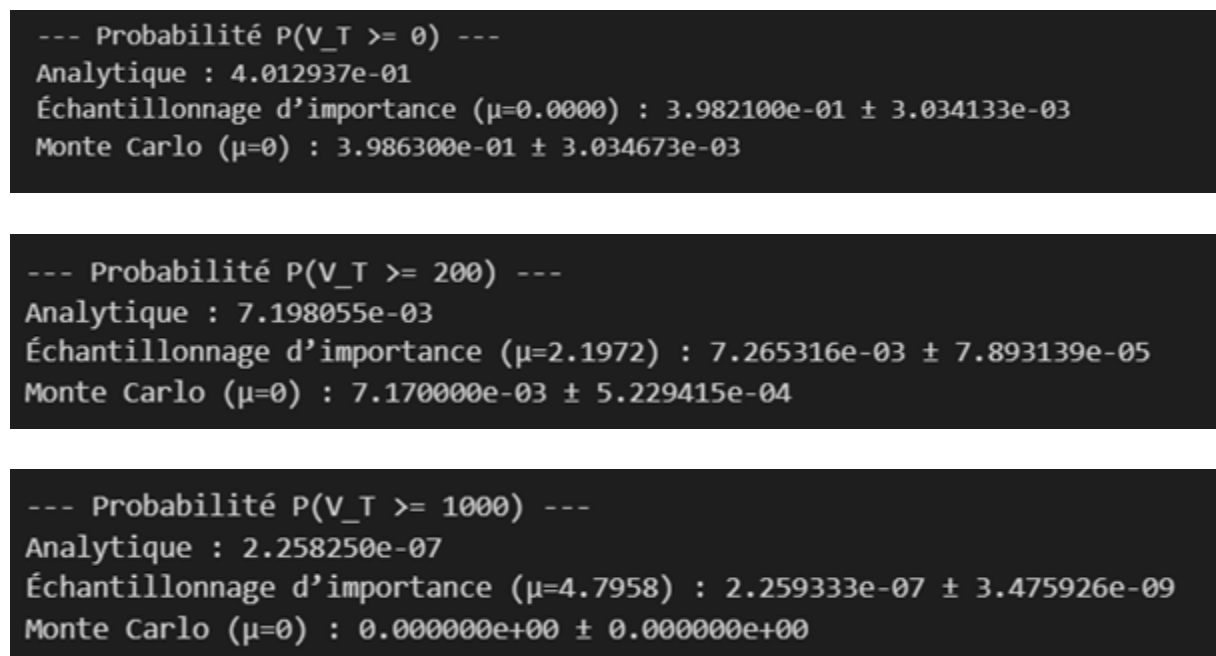 --- Probabilité P(V_T >= 0) ---
Analytique : 4.012937e-01
Échantillonnage d’importance (μ=0.0000) : 3.982100e-01 ± 3.034133e-03
Monte Carlo (μ=0) : 3.986300e-01 ± 3.034673e-03
--- Probabilité P(V_T >= 200) ---
Analytique : 7.198055e-03
Échantillonnage d’importance (μ=2.1972) : 7.265316e-03 ± 7.893139e-05
Monte Carlo (μ=0) : 7.170000e-03 ± 5.229415e-04
--- Probabilité P(V_T >= 1000) ---
Analytique : 2.258250e-07
Échantillonnage d’importance (μ=4.7958) : 2.259333e-07 ± 3.475926e-09
Monte Carlo (μ=0) : 0.000000e+00 ± 0.000000e+00